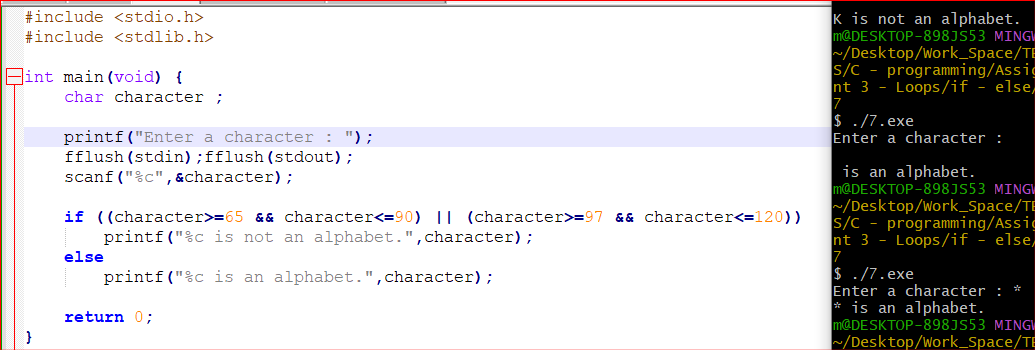 #include <stdio.h>
#include <stdlib.h>
int main(void) {
char character ;
printf("Enter a character : ");
fflush(stdin);fflush(stdout);
scanf("%c",&character);
if ((character>=65 && character<=90) || (character>=97 && character<=120))
printf("%c is not an alphabet.",character);
else
printf("%c is an alphabet.",character);
return 0;
}
K is not an alphabet.
m@DESKTOP-898JS53 MINGW
~/Desktop/Work_Space/TE
S/C - programming/Assig
nt 3 - Loops/if - else/
7
$ ./7.exe
Enter a character :
is an alphabet.
m@DESKTOP-898JS53 MINGW
~/Desktop/Work_Space/TE
S/C - programming/Assig
nt 3 - Loops/if - else/
7
$ ./7.exe
Enter a character : *
* is an alphabet.
m@DESKTOP-898JS53 MINGW
~/Desktop/Work_Space/TE